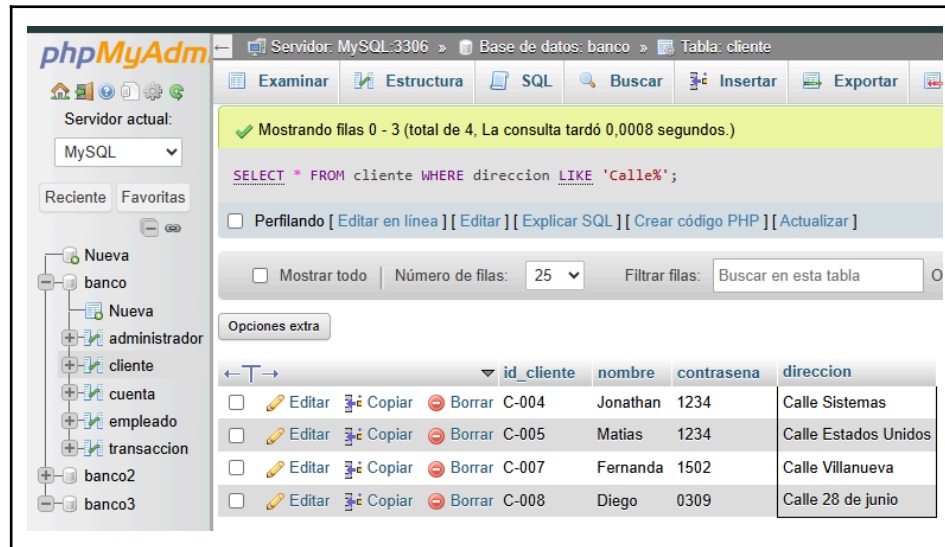 phpMyAdm
Servidor actual:
MySQL
Reciente Favoritas
Nueva
banco
Nueva
administrador
cliente
cuenta
empleado
transaccion
banco2
banco3
← Servidor: MySQL:3306 » Base de datos: banco » Tabla: cliente
Examinar Estructura SQL Buscar Insertar Exportar
Mostrando filas 0 - 3 (total de 4, La consulta tardó 0,0008 segundos.)
SELECT * FROM cliente WHERE direccion LIKE 'Calle%';
Perfilando [ Editar en línea ] [ Editar ] [ Explicar SQL ] [ Crear código PHP ] [ Actualizar ]
Mostrar todo | Número de filas: 25 Filtrar filas: Buscar en esta tabla O
Opciones extra
←T→ id_cliente nombre contrasena direccion
Editar Copiar Borrar C-004 Jonathan 1234 Calle Sistemas
Editar Copiar Borrar C-005 Matias 1234 Calle Estados Unidos
Editar Copiar Borrar C-007 Fernanda 1502 Calle Villanueva
Editar Copiar Borrar C-008 Diego 0309 Calle 28 de junio